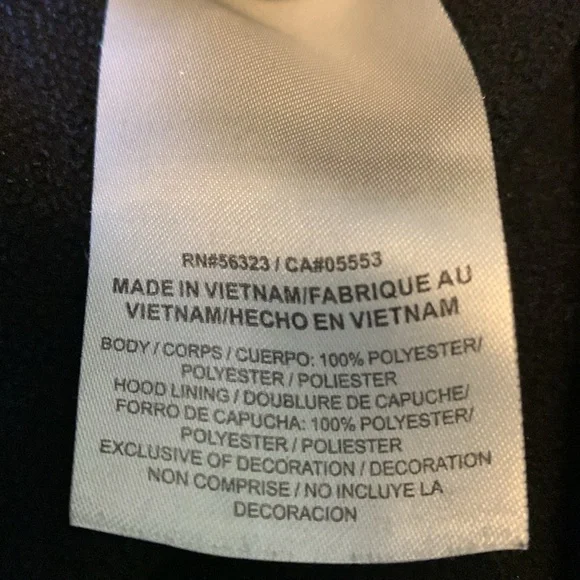 RN#56323 / CA#05553
MADE IN VIETNAM/FABRIQUE AU
VIETNAM/HECHO EN VIETNAM
BODY / CORPS / CUERPO: 100% POLYESTER/
POLYESTER / POLIESTER
HOOD LINING / DOUBLURE DE CAPUCHE/
FORRO DE CAPUCHA: 100% POLYESTER/
POLYESTER / POLIESTER
EXCLUSIVE OF DECORATION / DECORATION
NON COMPRISE / NO INCLUYE LA
DECORACION